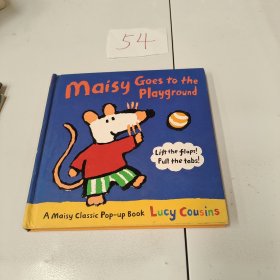 54
Maisy Goes to the
Playground
Lift the flaps!
Pull the tabs!
A Maisy Classic Pop-up Book Lucy Cousins